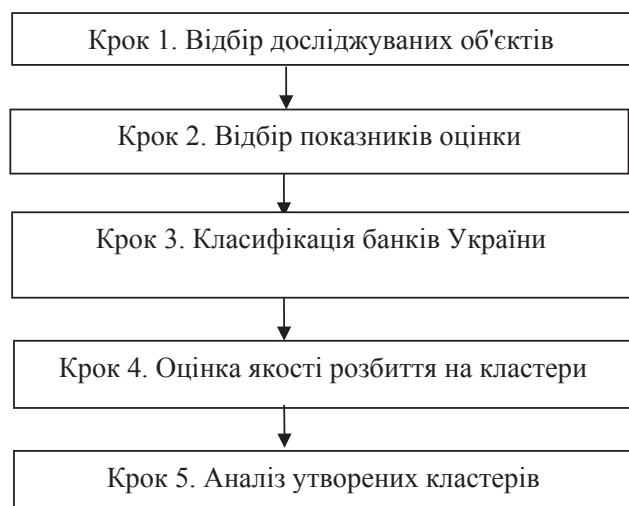 Крок 1. Відбір досліджуваних об'єктів
Крок 2. Відбір показників оцінки
Крок 3. Класифікація банків України
Крок 4. Оцінка якості розбиття на кластери
Крок 5. Аналіз утворених кластерів